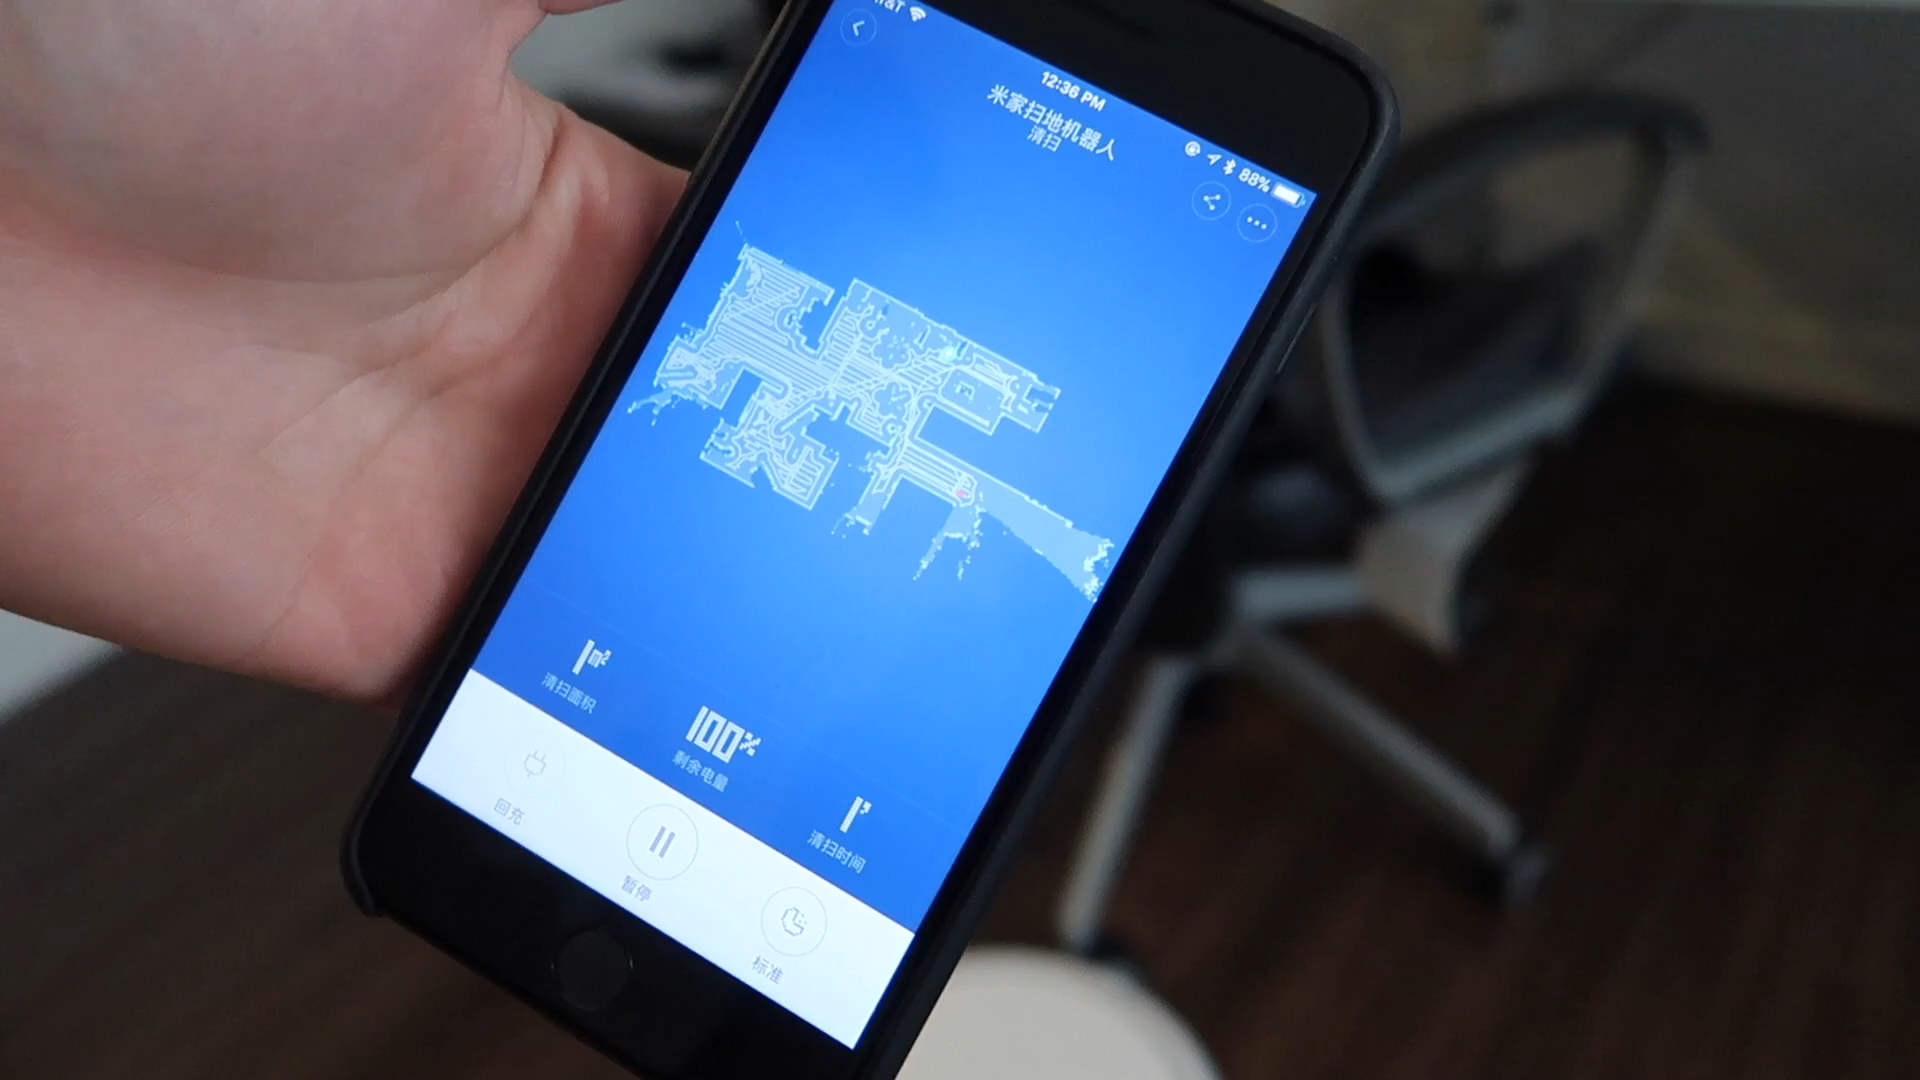 12:36 PM
88%
米家扫地机器人
清扫
1m²
清扫面积
100%
剩余电量
1'
清扫时间
回充
暂停
标准